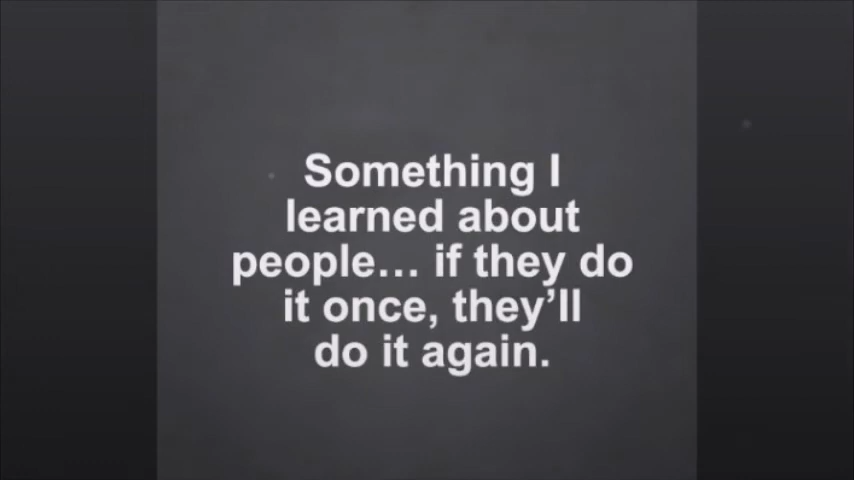 Something I
learned about
people... if they do
it once, they’ll
do it again.